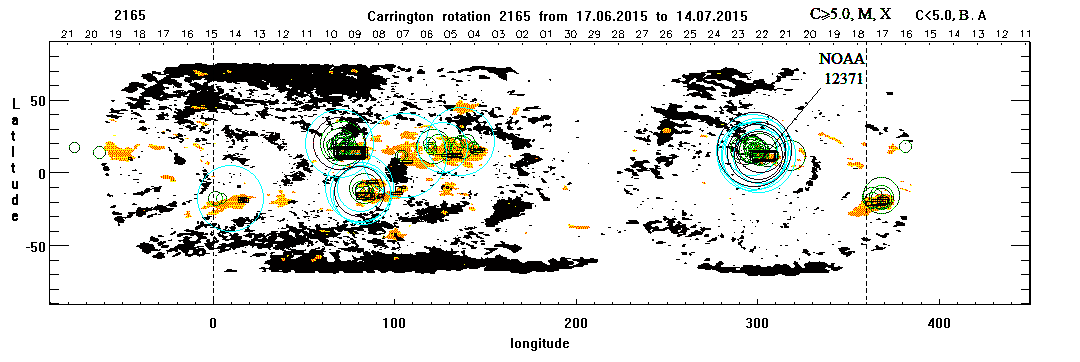 2165 Carrington rotation 2165 from 17.06.2015 to 14.07.2015 C≥5.0, M, X C<5.0, B. A
21 20 19 18 17 16 15 14 13 12 11 10 09 08 07 06 05 04 03 02 01 30 29 28 27 26 25 24 23 22 21 20 19 18 17 16 15 14 13 12 11
NOAA
12371
Latitude
50
0
-50
0 100 200 300 400
longitude